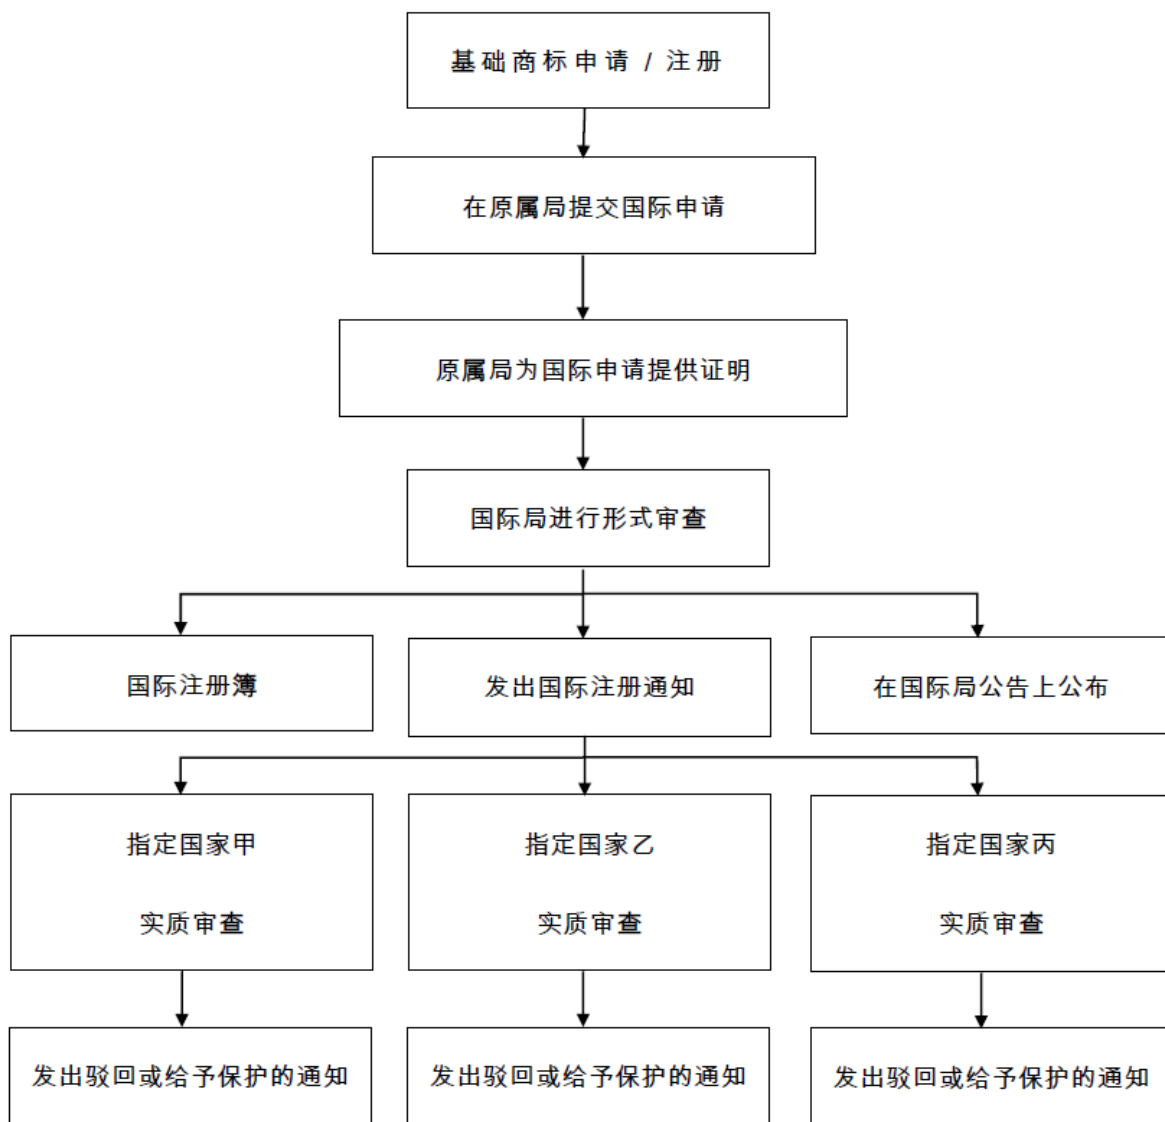 基础商标申请 / 注册
在原属局提交国际申请
原属局为国际申请提供证明
国际局进行形式审查
国际注册簿
发出国际注册通知
在国际局公告上公布
指定国家甲
实质审查
指定国家乙
实质审查
指定国家丙
实质审查
发出驳回或给予保护的通知
发出驳回或给予保护的通知
发出驳回或给予保护的通知